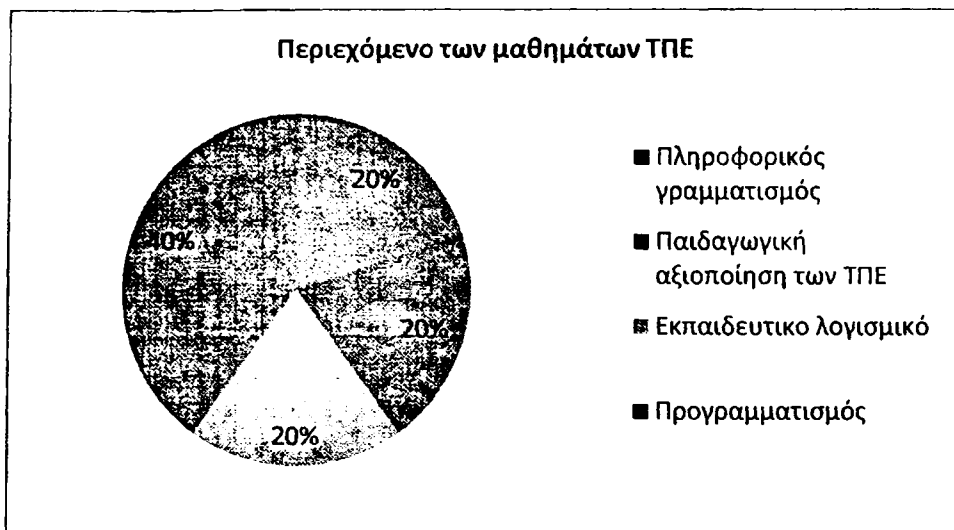 Περιεχόμενο των μαθημάτων ΤΠΕ
20%
40%
20%
20%
Πληροφορικός
γραμματισμός
Παιδαγωγική
αξιοποίηση των ΤΠΕ
Εκπαιδευτικο λογισμικό
Προγραμματισμός